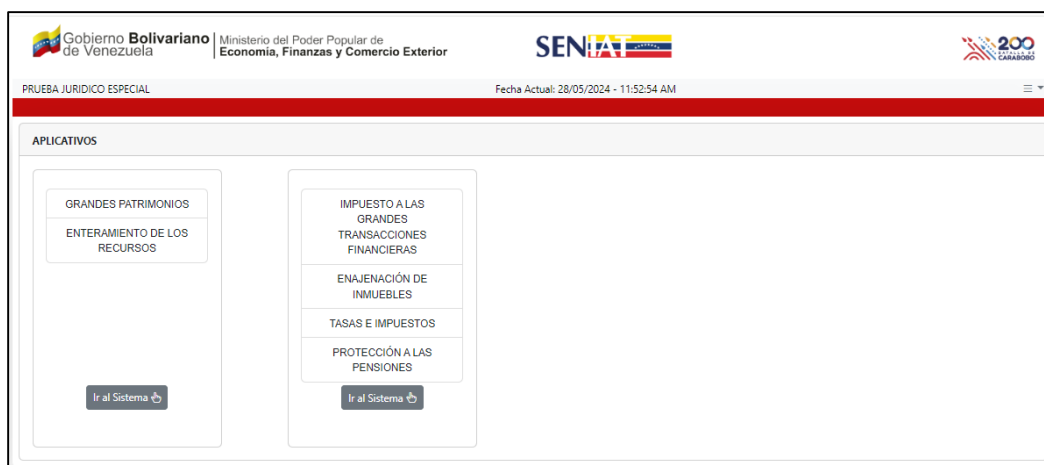 Gobierno Bolivariano
de Venezuela
Ministerio del Poder Popular de
Economía, Finanzas y Comercio Exterior
SENIAT
200
BATALLA DE
CARABOBO
PRUEBA JURIDICO ESPECIAL
Fecha Actual: 28/05/2024 - 11:52:54 AM
APLICATIVOS
GRANDES PATRIMONIOS
ENTERAMIENTO DE LOS
RECURSOS
Ir al Sistema
IMPUESTO A LAS
GRANDES
TRANSACCIONES
FINANCIERAS
ENAJENACIÓN DE
INMUEBLES
TASAS E IMPUESTOS
PROTECCIÓN A LAS
PENSIONES
Ir al Sistema